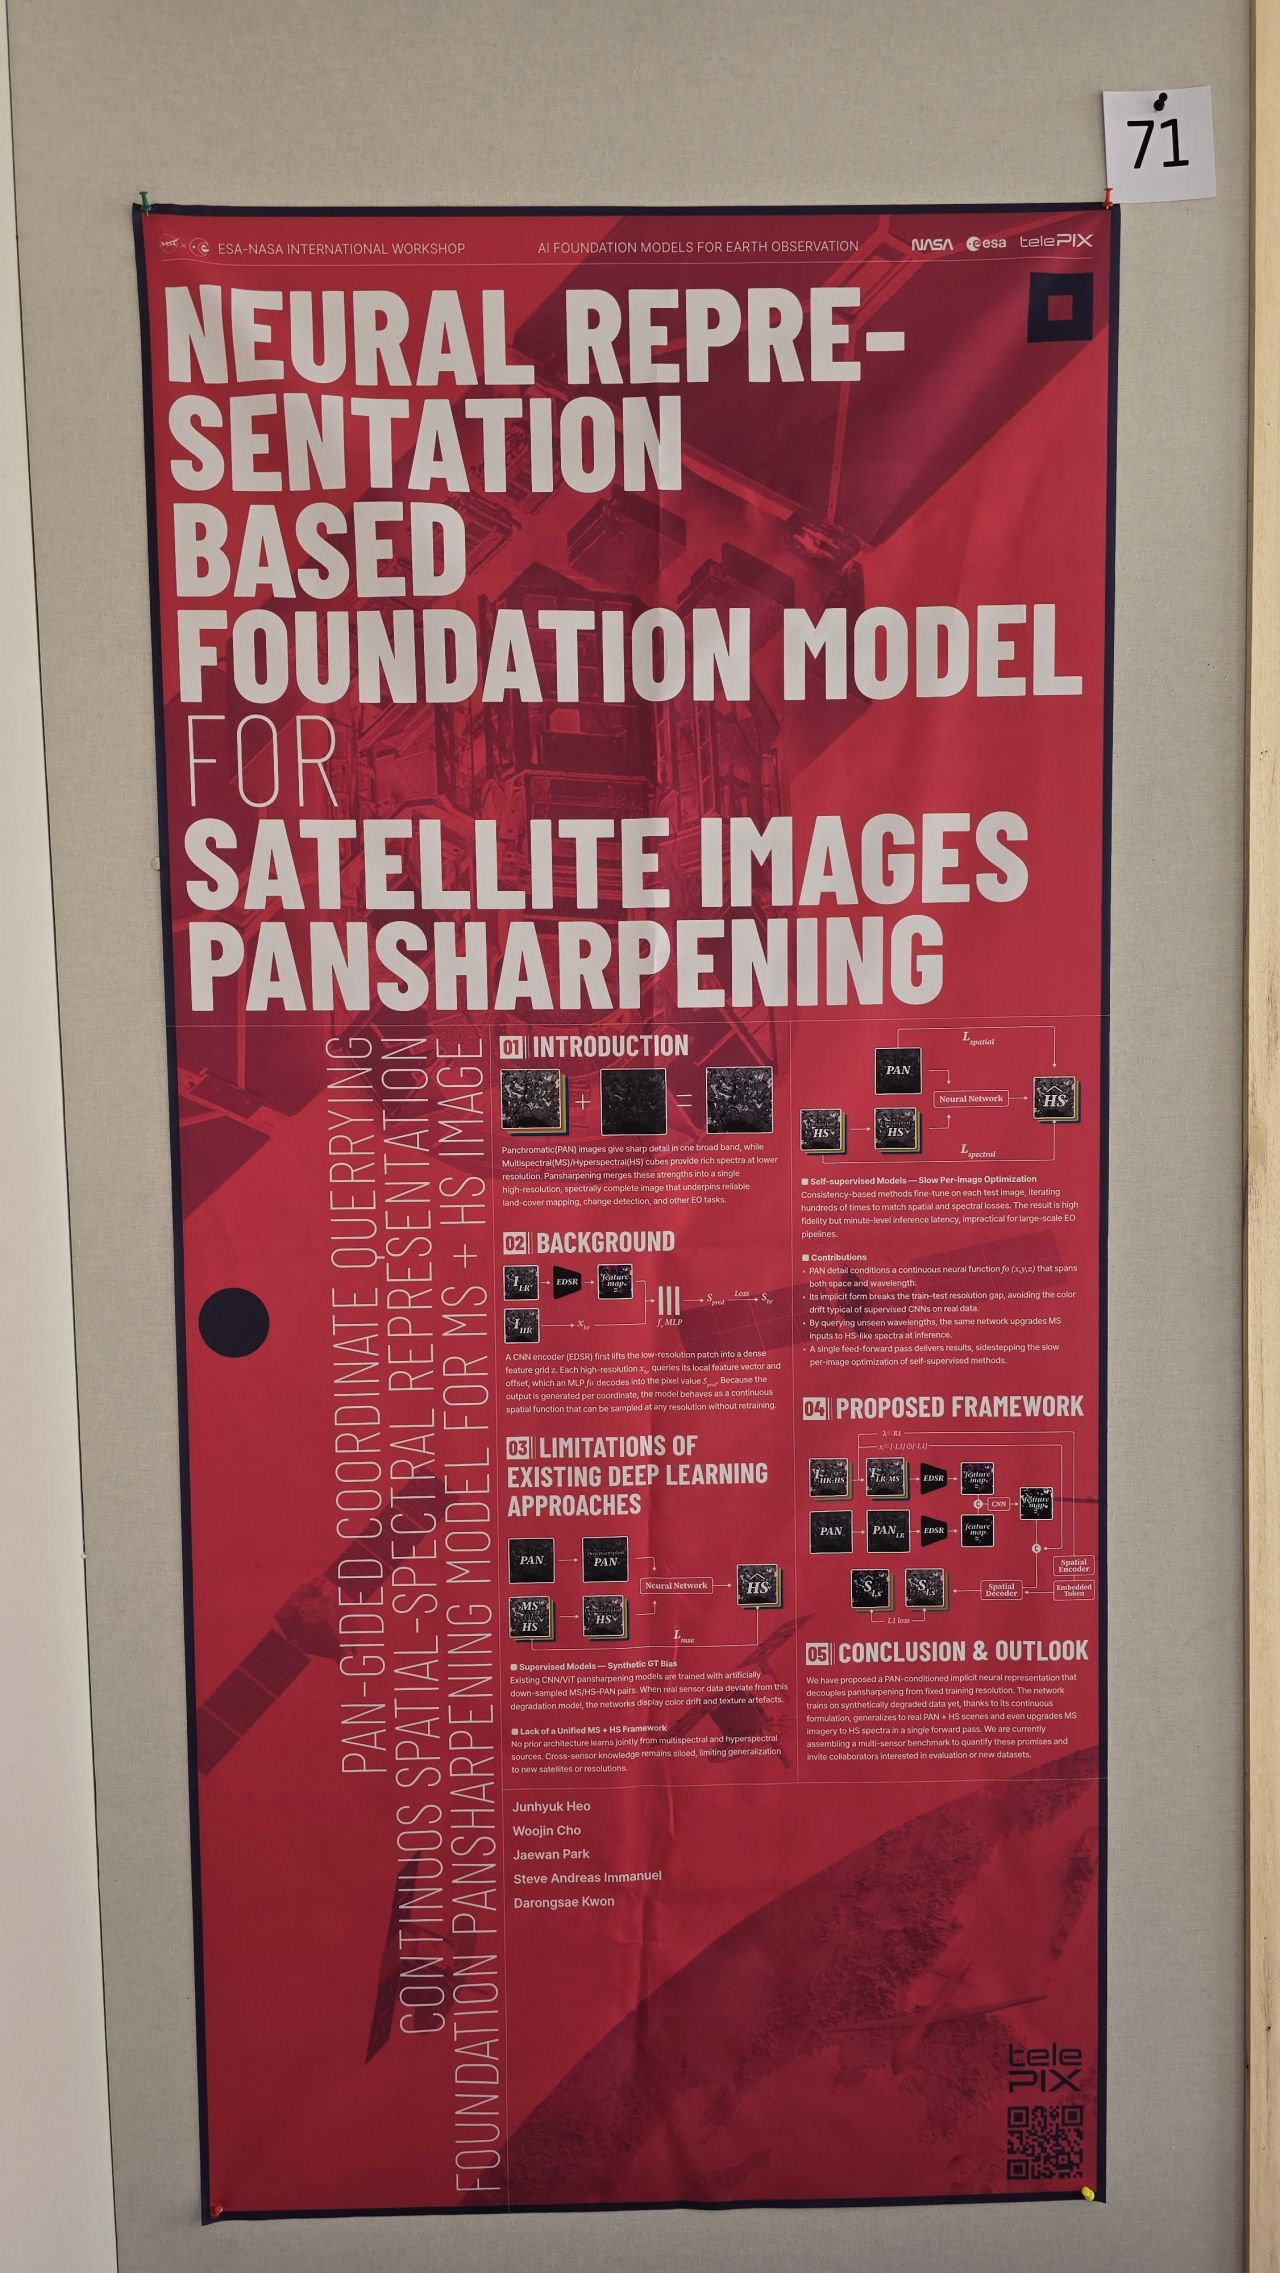 71
NASA × esa ESA-NASA INTERNATIONAL WORKSHOP
AI FOUNDATION MODELS FOR EARTH OBSERVATION
NASA esa telePIX
NEURAL REPRE-
SENTATION
BASED
FOUNDATION MODEL
FOR
SATELLITE IMAGES
PANSHARPENING
PAN-GIDED COORDINATE QUERRYING
CONTINUOS SPATIAL-SPECTRAL REPRESENTATION
FOUNDATION PANSHARPENING MODEL FOR MS + HS IMAGE
01 INTRODUCTION
+ =
Panchromatic(PAN) images give sharp detail in one broad band, while
Multispectral(MS)/Hyperspectral(HS) cubes provide rich spectra at lower
resolution. Pansharpening merges these strengths into a single
high-resolution, spectrally complete image that underpins reliable
land-cover mapping, change detection, and other EO tasks.
02 BACKGROUND
I LR EDSR feature map
S pred Loss S hr
I HR x hr MLP
A CNN encoder (EDSR) first lifts the low-resolution patch into a dense
feature grid z. Each high-resolution queries its local feature vector and
offset, which an MLP fθ decodes into the pixel value S pred. Because the
output is generated per coordinate, the model behaves as a continuous
spatial function that can be sampled at any resolution without retraining.
03 LIMITATIONS OF
EXISTING DEEP LEARNING
APPROACHES
PAN PAN
Neural Network HS
MS HS HS
L mse
Supervised Models — Synthetic GT Bias
Existing CNN/ViT pansharpening models are trained with artificially
down-sampled MS/HS–PAN pairs. When real sensor data deviate from this
degradation model, the networks display color drift and texture artefacts.
Lack of a Unified MS + HS Framework
No prior architecture learns jointly from multispectral and hyperspectral
sources. Cross-sensor knowledge remains siloed, limiting generalization
to new satellites or resolutions.
L spatial
PAN
Neural Network HS
HS HS
L spectral
Self-supervised Models — Slow Per-Image Optimization
Consistency-based methods fine-tune on each test image, iterating
hundreds of times to match spatial and spectral losses. The result is high
fidelity but minute-level inference latency, impractical for large-scale EO
pipelines.
Contributions
• PAN detail conditions a continuous neural function fθ (x,y,z) that spans
both space and wavelength.
• Its implicit form breaks the train–test resolution gap, avoiding the color
drift typical of supervised CNNs on real data.
• By querying unseen wavelengths, the same network upgrades MS
inputs to HS-like spectra at inference.
• A single feed-forward pass delivers results, sidestepping the slow
per-image optimization of self-supervised methods.
04 PROPOSED FRAMEWORK
I HR-HS I LR-MS EDSR feature map
C CNN feature map
PAN PAN LR EDSR feature map
C
Spatial Encoder
S S Spatial Decoder Embedded Token
L1 loss
05 CONCLUSION & OUTLOOK
We have proposed a PAN-conditioned implicit neural representation that
decouples pansharpening from fixed training resolution. The network
trains on synthetically degraded data yet, thanks to its continuous
formulation, generalizes to real PAN + HS scenes and even upgrades MS
imagery to HS spectra in a single forward pass. We are currently
assembling a multi-sensor benchmark to quantify these promises and
invite collaborators interested in evaluation or new datasets.
Junhyuk Heo
Woojin Cho
Jaewan Park
Steve Andreas Immanuel
Darongsae Kwon
tele
PIX